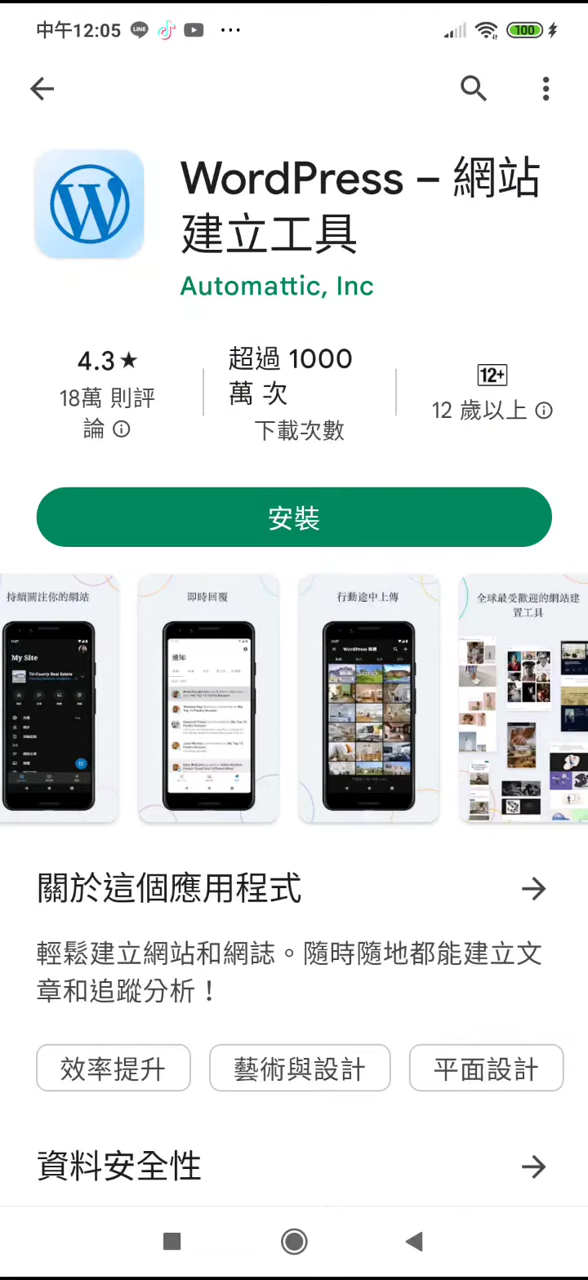 中午12:05
100
WordPress – 網站
建立工具
Automattic, Inc
4.3★
18萬 則評
論
超過 1000
萬 次
下載次數
12+
12 歲以上
安裝
持續關注你的網站
My Site
即時回覆
通知
行動途中上傳
全球最受歡迎的網站建
置工具
關於這個應用程式
輕鬆建立網站和網誌。隨時隨地都能建立文
章和追蹤分析！
效率提升
藝術與設計
平面設計
資料安全性